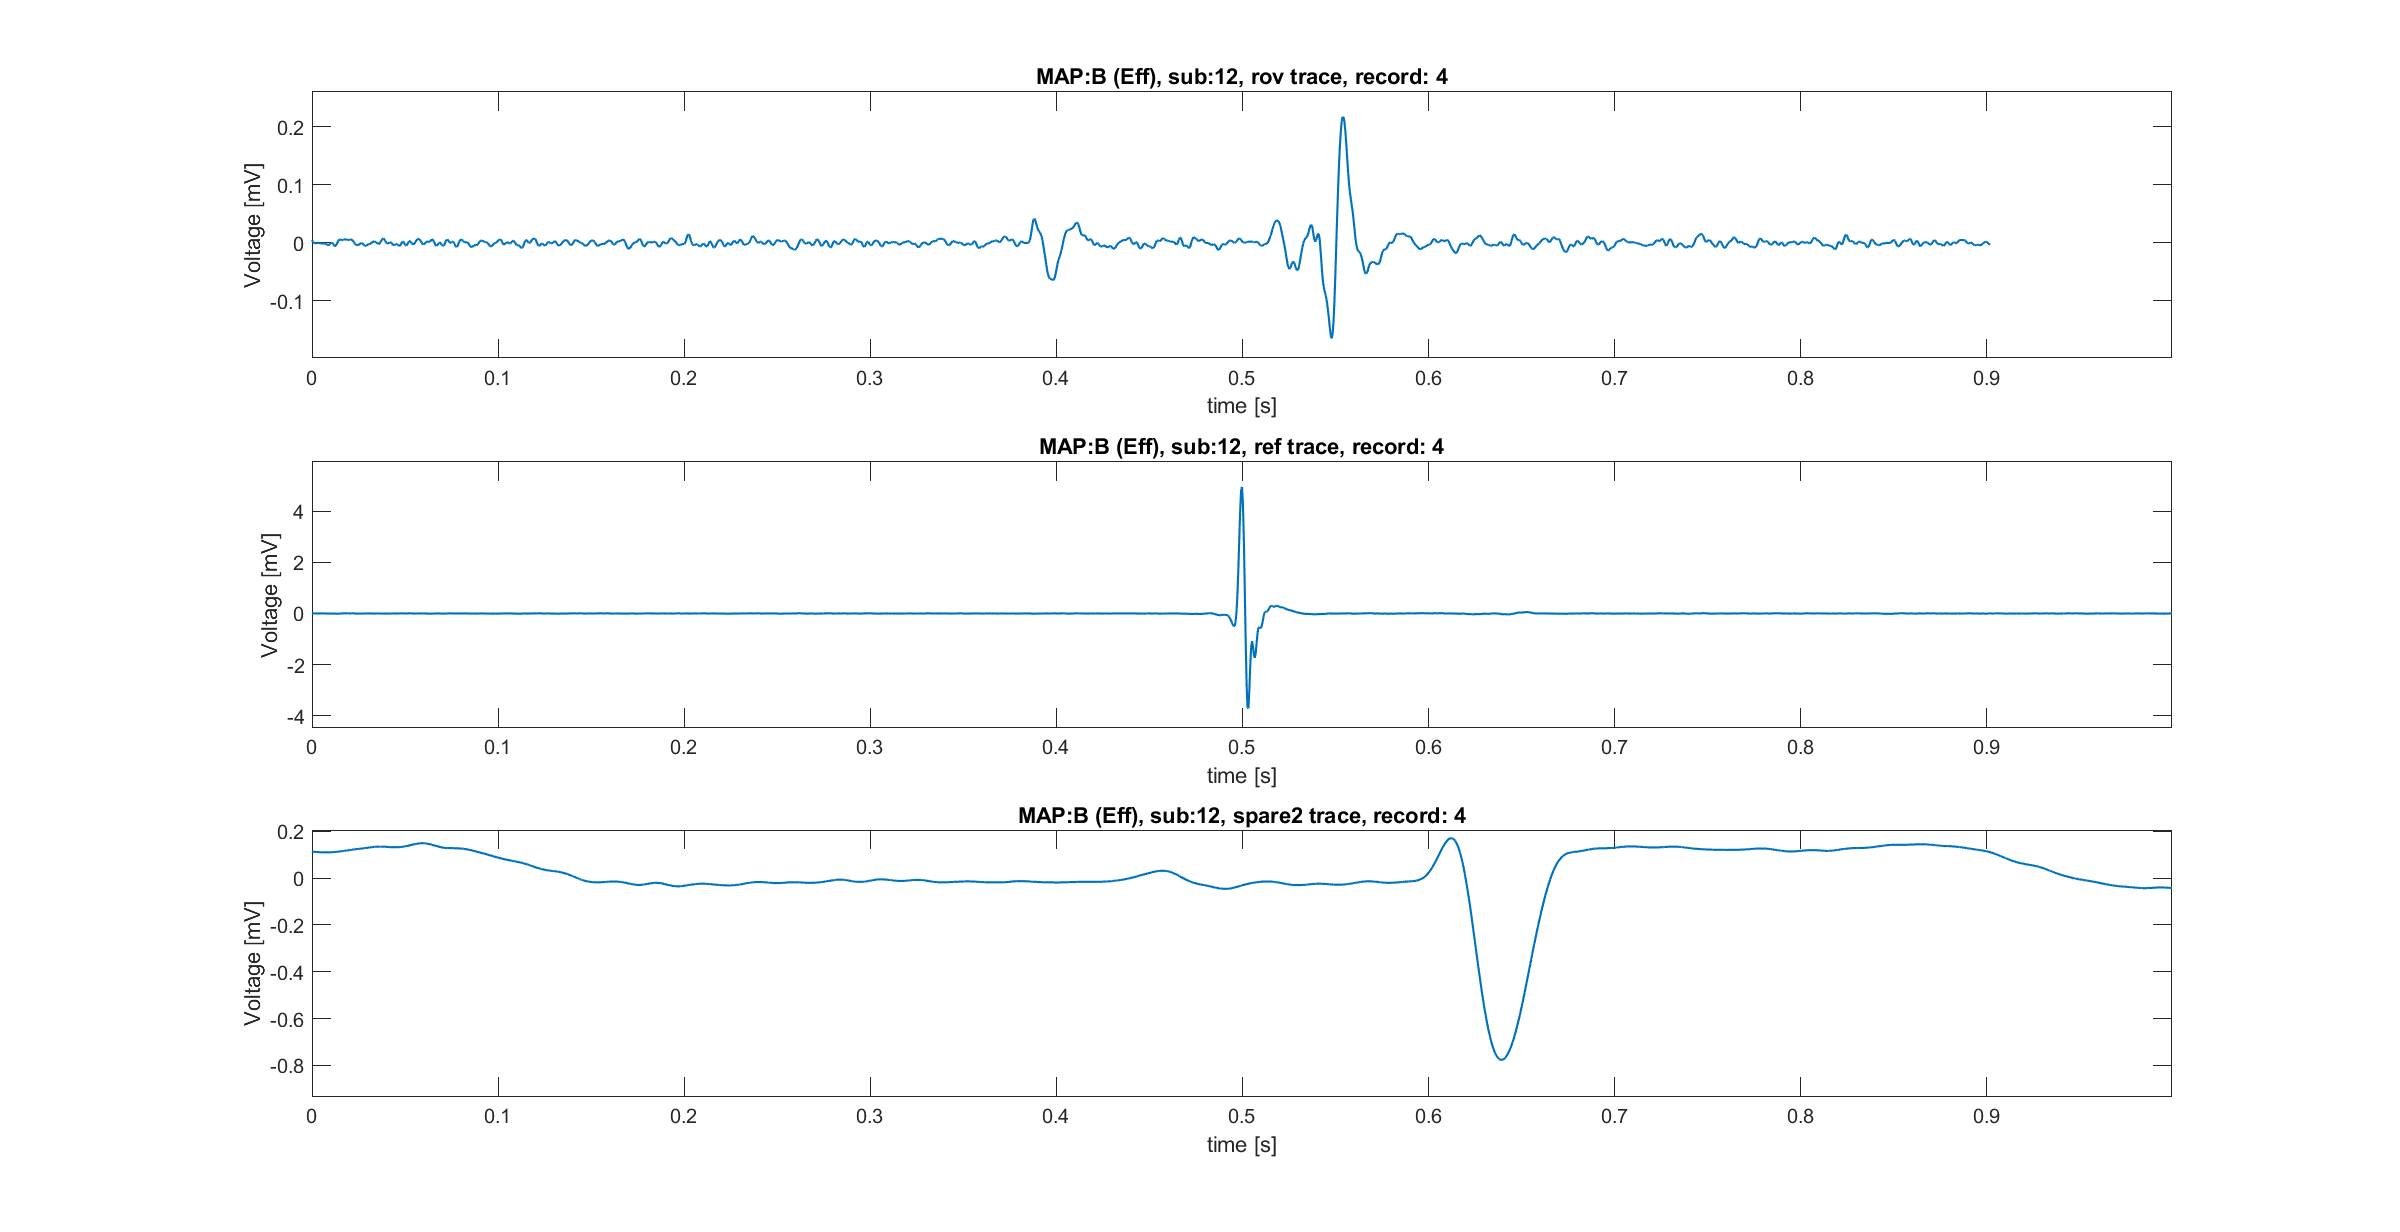 MAP:B (Eff), sub:12, rov trace, record: 4
Voltage [mV]
0.2
0.1
0
-0.1
0 0.1 0.2 0.3 0.4 0.5 0.6 0.7 0.8 0.9
time [s]
MAP:B (Eff), sub:12, ref trace, record: 4
Voltage [mV]
4
2
0
-2
-4
0 0.1 0.2 0.3 0.4 0.5 0.6 0.7 0.8 0.9
time [s]
MAP:B (Eff), sub:12, spare2 trace, record: 4
Voltage [mV]
0.2
0
-0.2
-0.4
-0.6
-0.8
0 0.1 0.2 0.3 0.4 0.5 0.6 0.7 0.8 0.9
time [s]